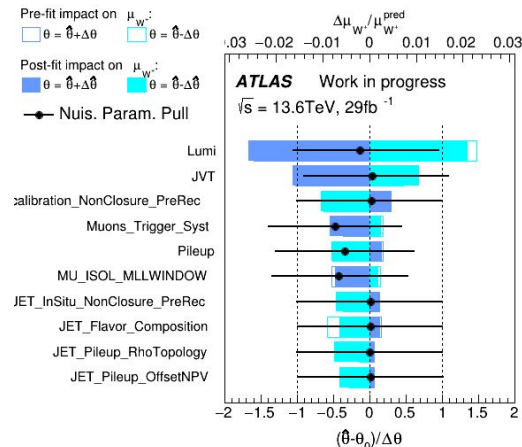 Pre-fit impact on μ_W+:
θ = θ̂+Δθ θ = θ̂-Δθ
Post-fit impact on μ_W+:
θ = θ̂+Δθ̂ θ = θ̂-Δθ̂
Nuis. Param. Pull
Δμ_W+/μ_W+^pred
0.03 −0.02 −0.01 0 0.01 0.02 0.03
ATLAS Work in progress
√s = 13.6TeV, 29fb⁻¹
Lumi
JVT
calibration_NonClosure_PreRec
Muons_Trigger_Syst
Pileup
MU_ISOL_MLLWINDOW
JET_InSitu_NonClosure_PreRec
JET_Flavor_Composition
JET_Pileup_RhoTopology
JET_Pileup_OffsetNPV
−2 −1.5 −1 −0.5 0 0.5 1 1.5 2
(θ̂-θ₀)/Δθ